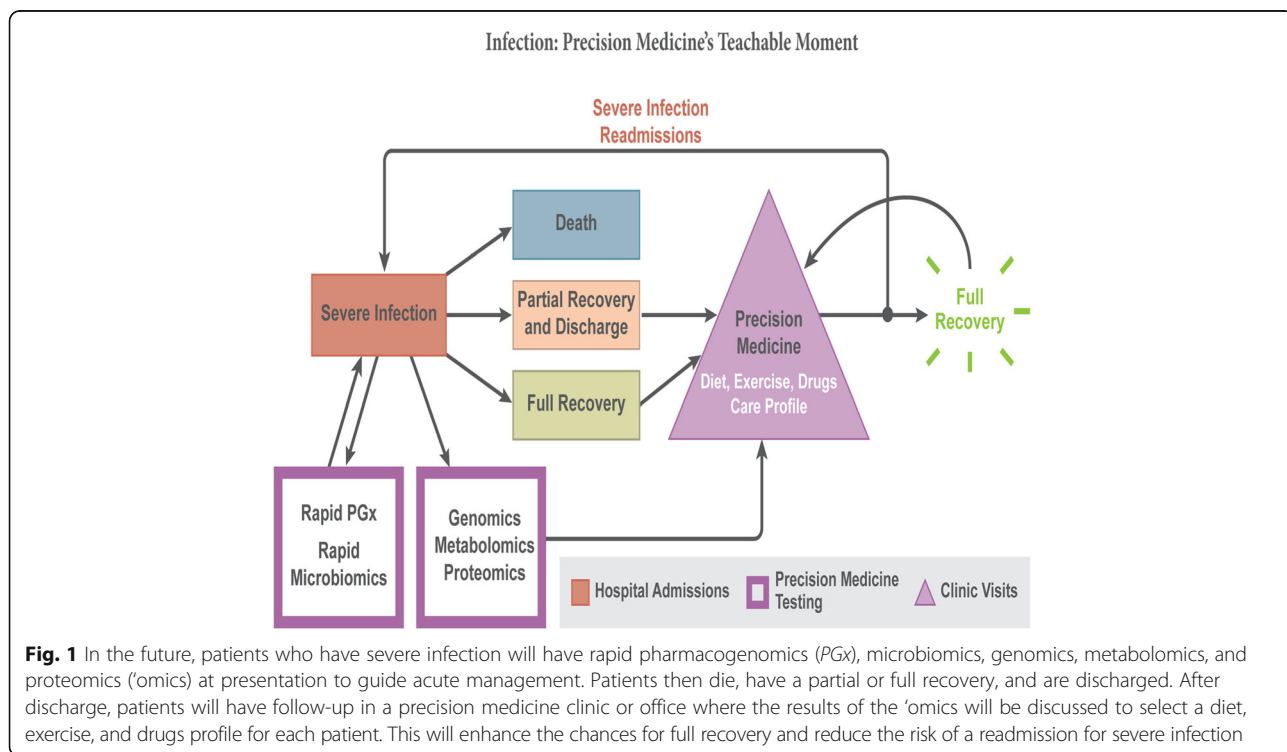 Infection: Precision Medicine's Teachable Moment
Severe Infection
Readmissions
Death
Severe Infection
Partial Recovery
and Discharge
Full Recovery
Precision
Medicine
Diet, Exercise, Drugs
Care Profile
Full
Recovery
Rapid PGx
Rapid
Microbiomics
Genomics
Metabolomics
Proteomics
Hospital Admissions
Precision Medicine
Testing
Clinic Visits
Fig. 1 In the future, patients who have severe infection will have rapid pharmacogenomics (PGx), microbiomics, genomics, metabolomics, and
proteomics ('omics) at presentation to guide acute management. Patients then die, have a partial or full recovery, and are discharged. After
discharge, patients will have follow-up in a precision medicine clinic or office where the results of the 'omics will be discussed to select a diet,
exercise, and drugs profile for each patient. This will enhance the chances for full recovery and reduce the risk of a readmission for severe infection